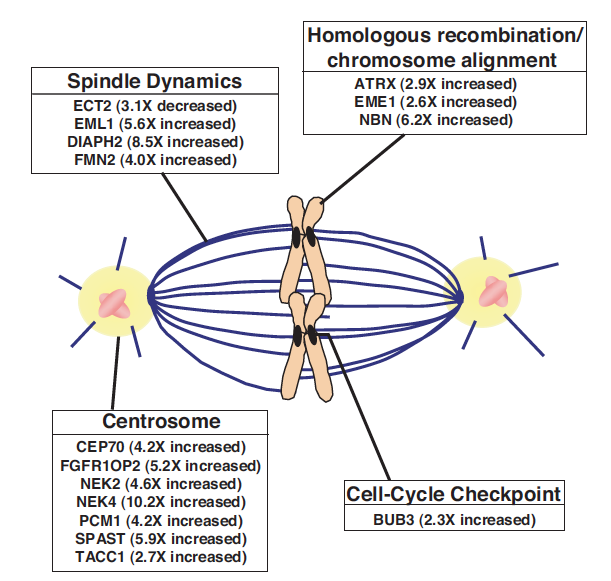 Homologous recombination/
chromosome alignment
ATRX (2.9X increased)
EME1 (2.6X increased)
NBN (6.2X increased)
Spindle Dynamics
ECT2 (3.1X decreased)
EML1 (5.6X increased)
DIAPH2 (8.5X increased)
FMN2 (4.0X increased)
Centrosome
CEP70 (4.2X increased)
FGFR1OP2 (5.2X increased)
NEK2 (4.6X increased)
NEK4 (10.2X increased)
PCM1 (4.2X increased)
SPAST (5.9X increased)
TACC1 (2.7X increased)
Cell-Cycle Checkpoint
BUB3 (2.3X increased)